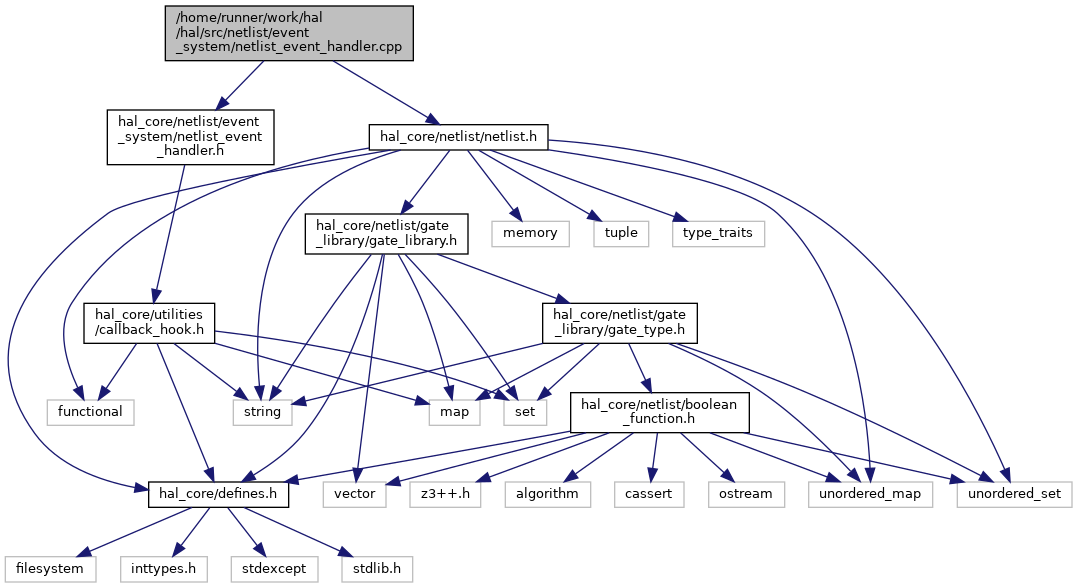 /home/runner/work/hal
/hal/src/netlist/event
_system/netlist_event_handler.cpp
hal_core/netlist/event
_system/netlist_event
_handler.h
hal_core/netlist/netlist.h
hal_core/netlist/gate
_library/gate_library.h
memory
tuple
type_traits
hal_core/utilities
/callback_hook.h
hal_core/netlist/gate
_library/gate_type.h
functional
string
map
set
hal_core/netlist/boolean
_function.h
hal_core/defines.h
vector
z3++.h
algorithm
cassert
ostream
unordered_map
unordered_set
filesystem
inttypes.h
stdexcept
stdlib.h